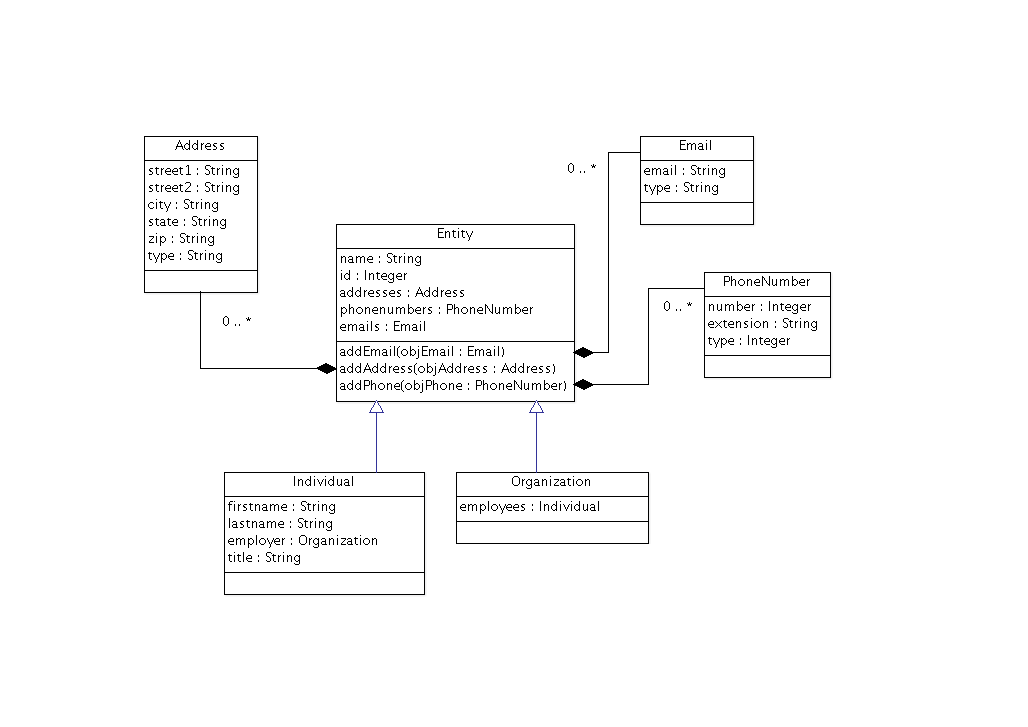 Address
street1 : String
street2 : String
city : String
state : String
zip : String
type : String
0 .. *
Email
email : String
type : String
0 .. *
Entity
name : String
id : Integer
addresses : Address
phonenumbers : PhoneNumber
emails : Email
addEmail(objEmail : Email)
addAddress(objAddress : Address)
addPhone(objPhone : PhoneNumber)
PhoneNumber
number : Integer
extension : String
type : Integer
0 .. *
Individual
firstname : String
lastname : String
employer : Organization
title : String
Organization
employees : Individual